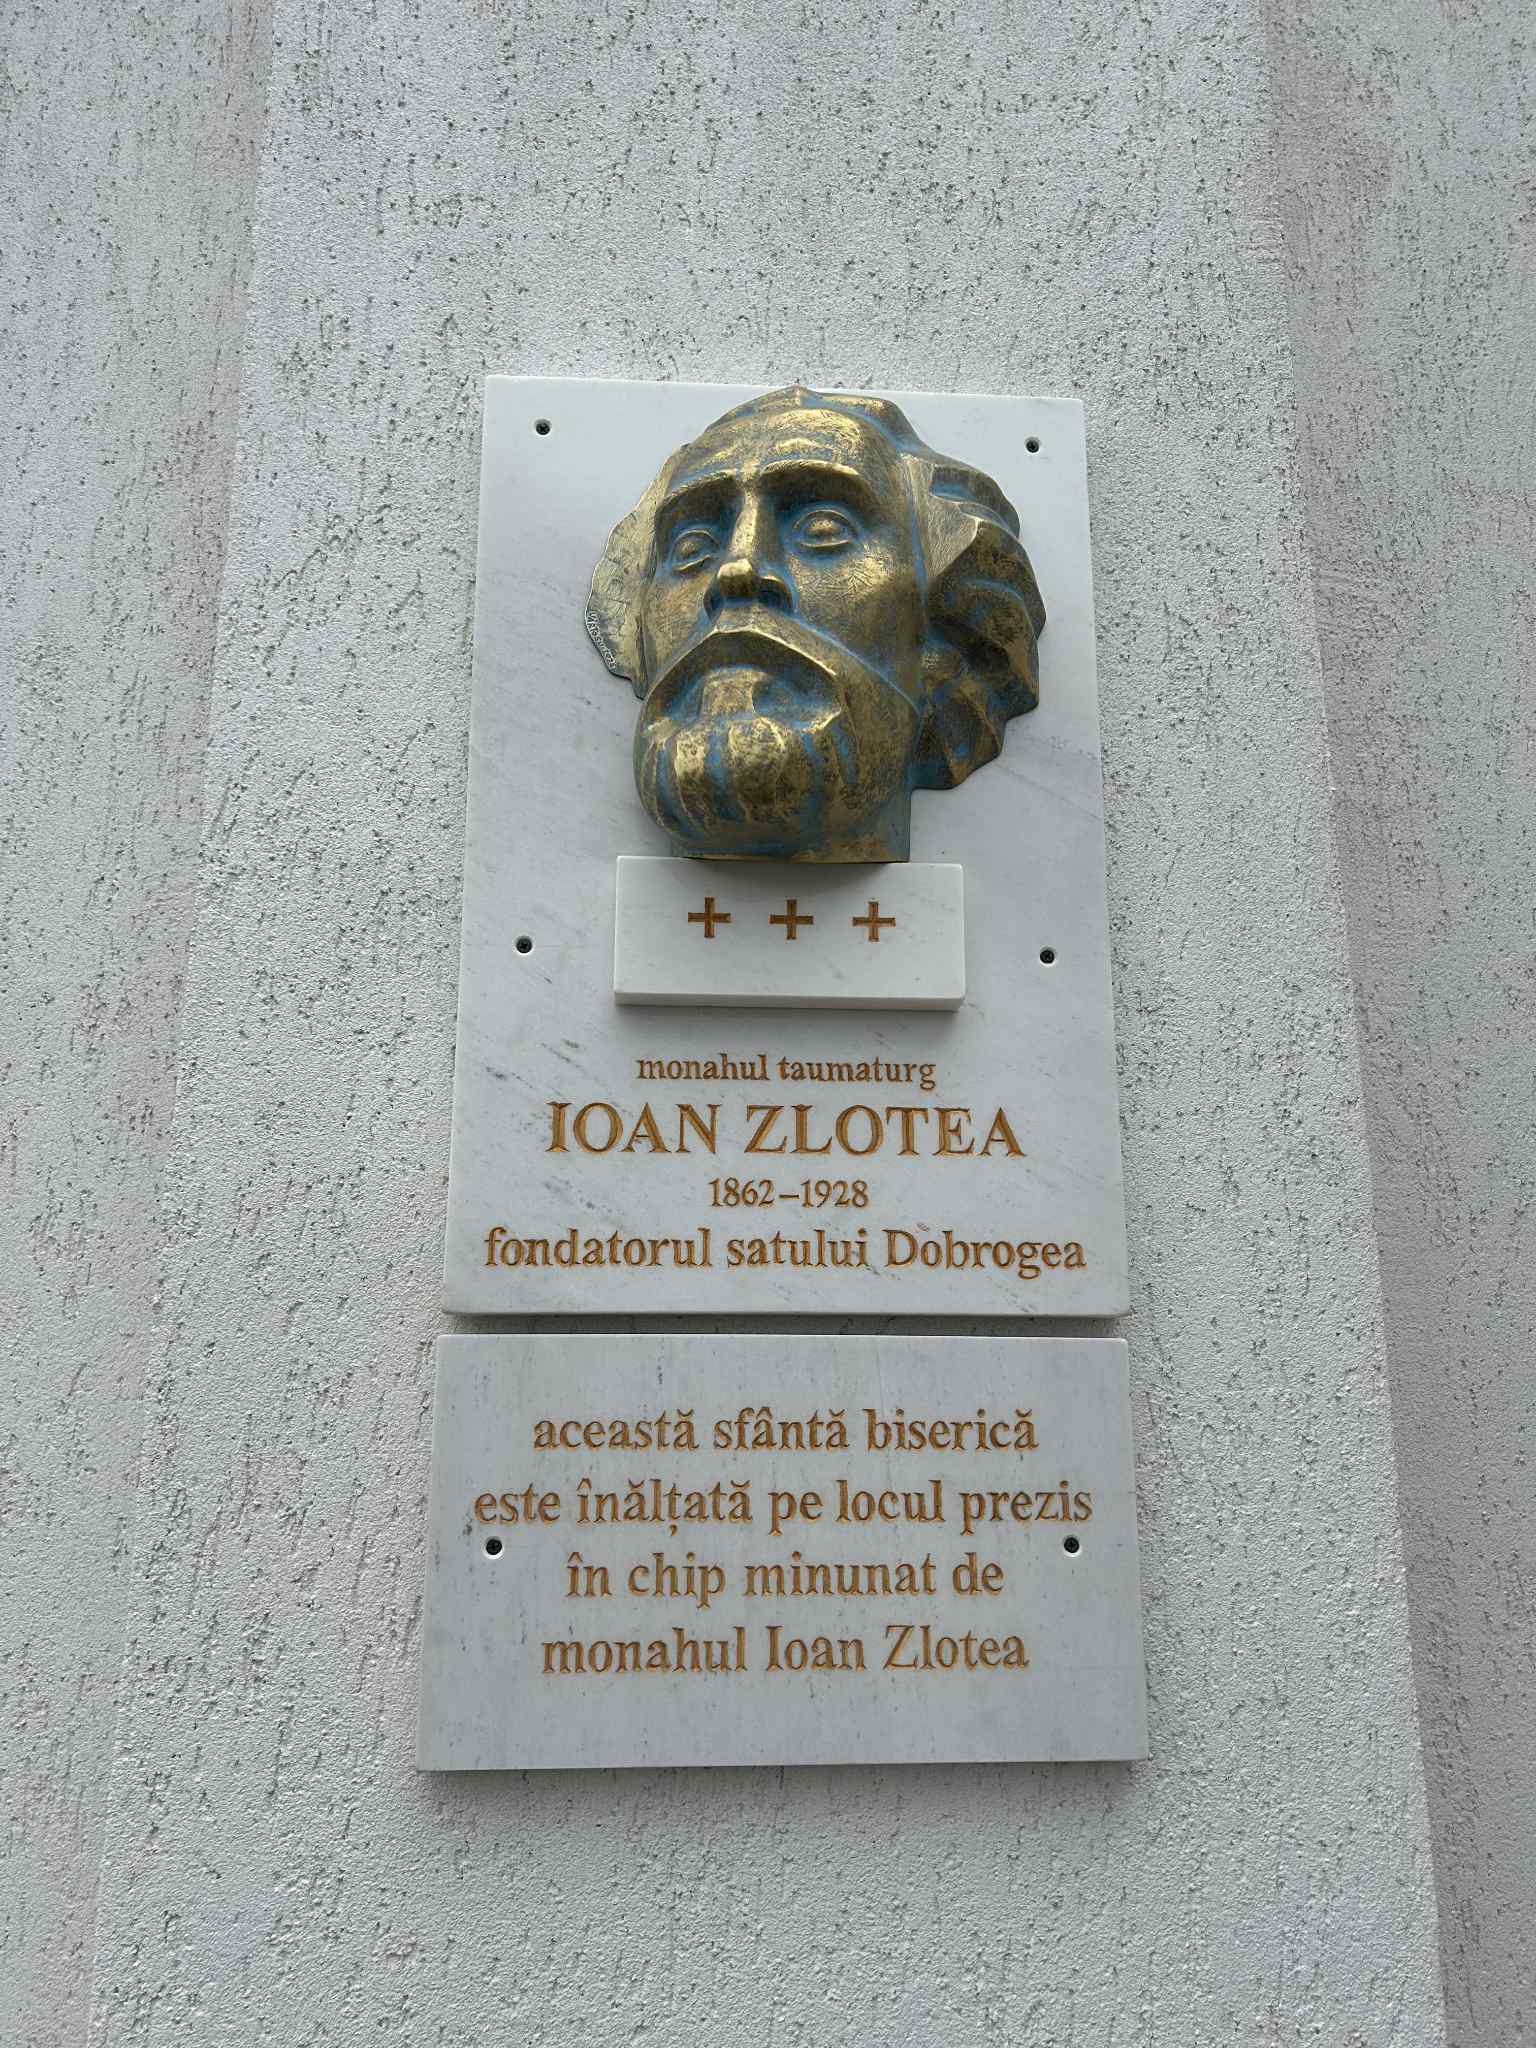 + + +
monahul taumaturg
IOAN ZLOTEA
1862–1928
fondatorul satului Dobrogea
această sfântă biserică
este înălțată pe locul prezis
în chip minunat de
monahul Ioan Zlotea